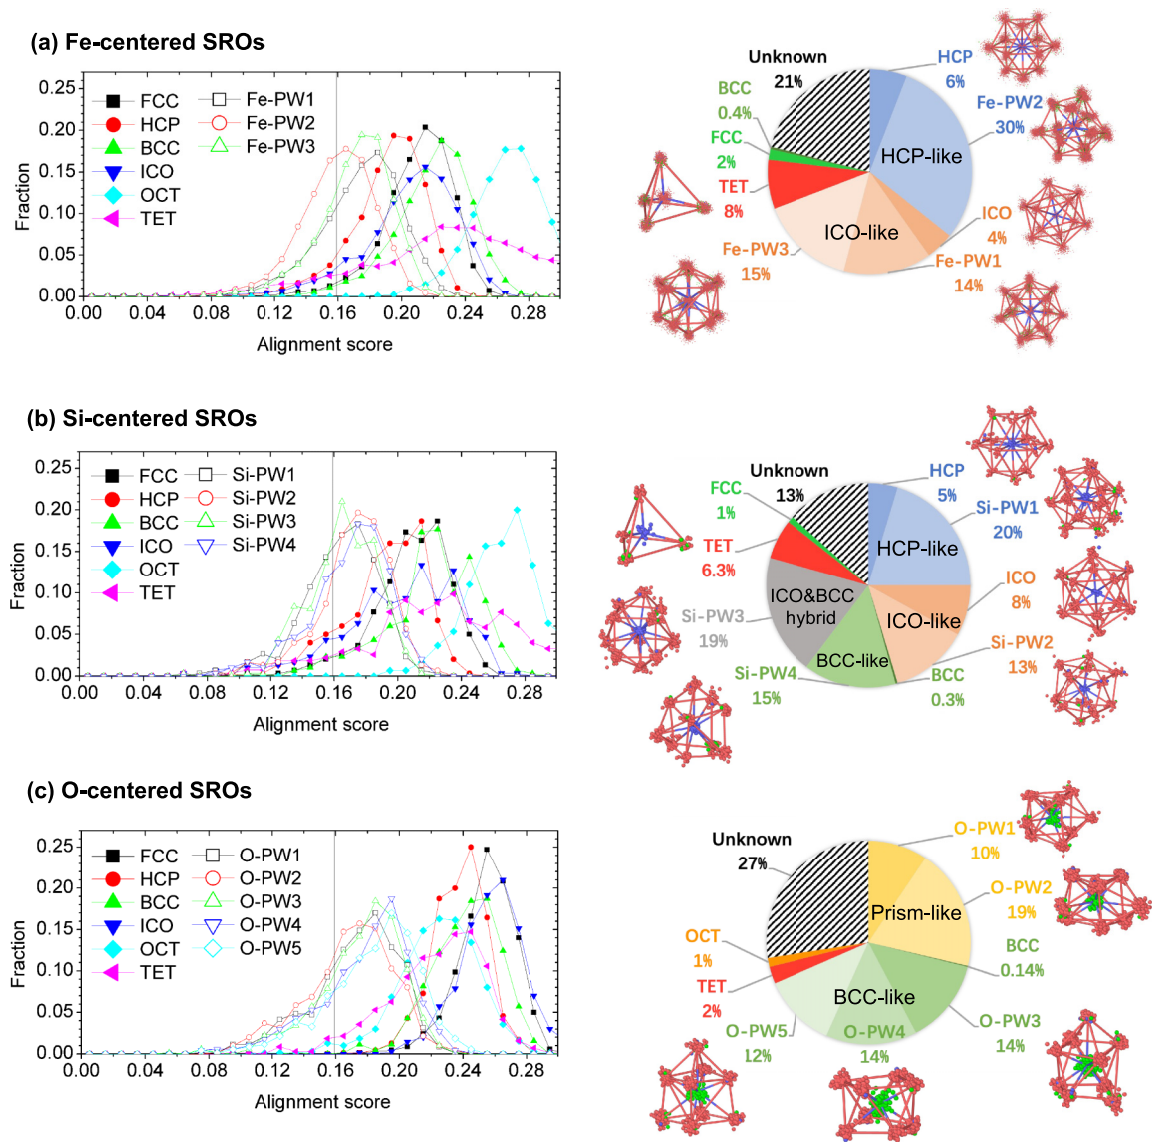 (a) Fe-centered SROs
0.25
0.20
0.15
0.10
0.05
0.00
Fraction
FCC
HCP
BCC
ICO
OCT
TET
Fe-PW1
Fe-PW2
Fe-PW3
0.00 0.04 0.08 0.12 0.16 0.20 0.24 0.28
Alignment score
Unknown
21%
BCC
0.4%
FCC
2%
TET
8%
Fe-PW3
15%
HCP
6%
Fe-PW2
30%
ICO
4%
Fe-PW1
14%
HCP-like
ICO-like
(b) Si-centered SROs
0.25
0.20
0.15
0.10
0.05
0.00
Fraction
FCC
HCP
BCC
ICO
OCT
TET
Si-PW1
Si-PW2
Si-PW3
Si-PW4
0.00 0.04 0.08 0.12 0.16 0.20 0.24 0.28
Alignment score
Unknown
13%
FCC
1%
TET
6.3%
Si-PW3
19%
Si-PW4
15%
HCP
5%
Si-PW1
20%
ICO
8%
Si-PW2
13%
BCC
0.3%
HCP-like
ICO&BCC
hybrid
ICO-like
BCC-like
(c) O-centered SROs
0.25
0.20
0.15
0.10
0.05
0.00
Fraction
FCC
HCP
BCC
ICO
OCT
TET
O-PW1
O-PW2
O-PW3
O-PW4
O-PW5
0.00 0.04 0.08 0.12 0.16 0.20 0.24 0.28
Alignment score
Unknown
27%
OCT
1%
TET
2%
O-PW5
12%
O-PW4
14%
O-PW1
10%
O-PW2
19%
BCC
0.14%
O-PW3
14%
Prism-like
BCC-like